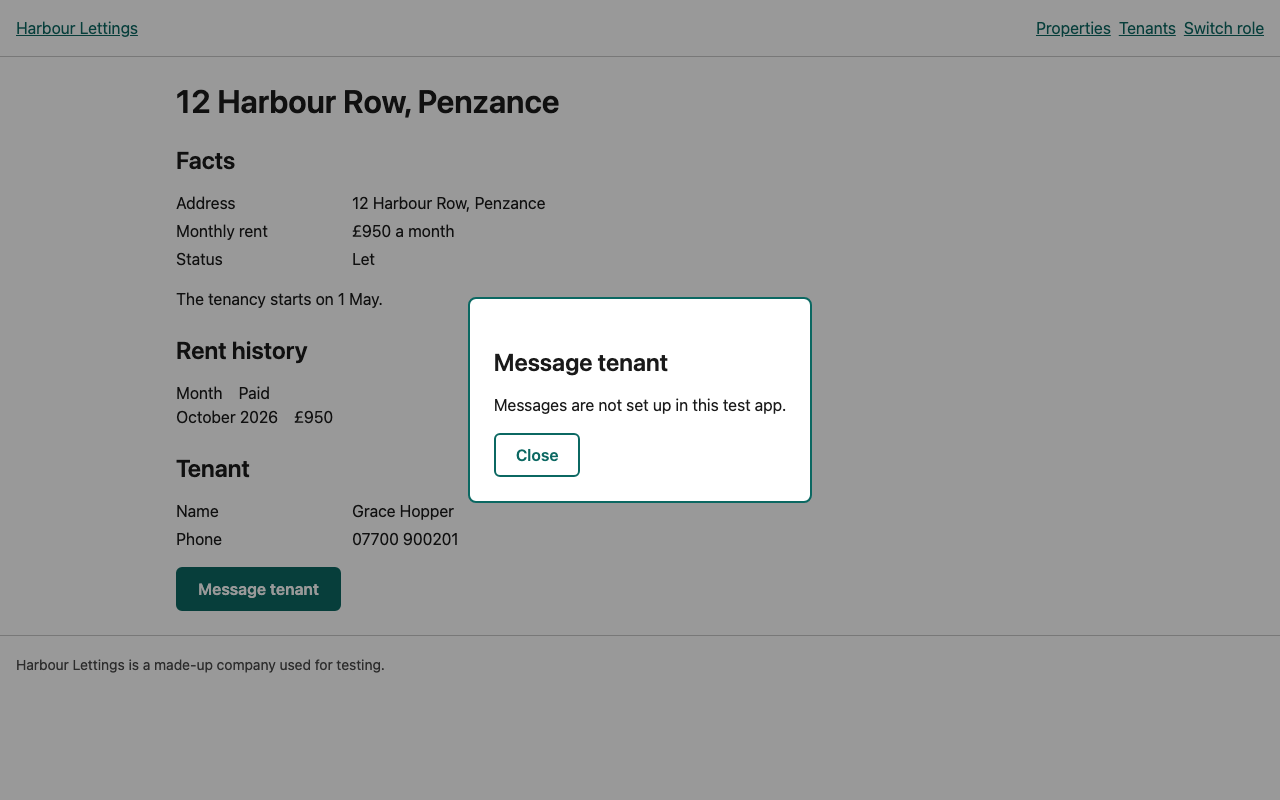 Harbour Lettings
Properties Tenants Switch role
12 Harbour Row, Penzance
Facts
Address 12 Harbour Row, Penzance
Monthly rent £950 a month
Status Let
The tenancy starts on 1 May.
Rent history
Month Paid
October 2026 £950
Tenant
Name Grace Hopper
Phone 07700 900201
Message tenant
Message tenant
Messages are not set up in this test app.
Close
Harbour Lettings is a made-up company used for testing.